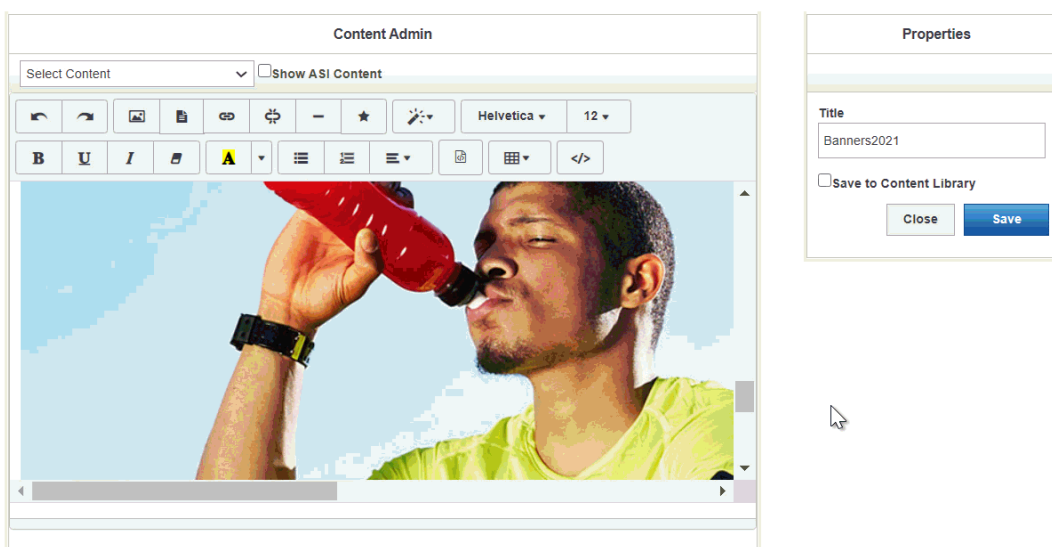 Content Admin
Select Content
Show ASI Content
Helvetica
12
B U I A
</>
Properties
Title
Banners2021
Save to Content Library
Close
Save